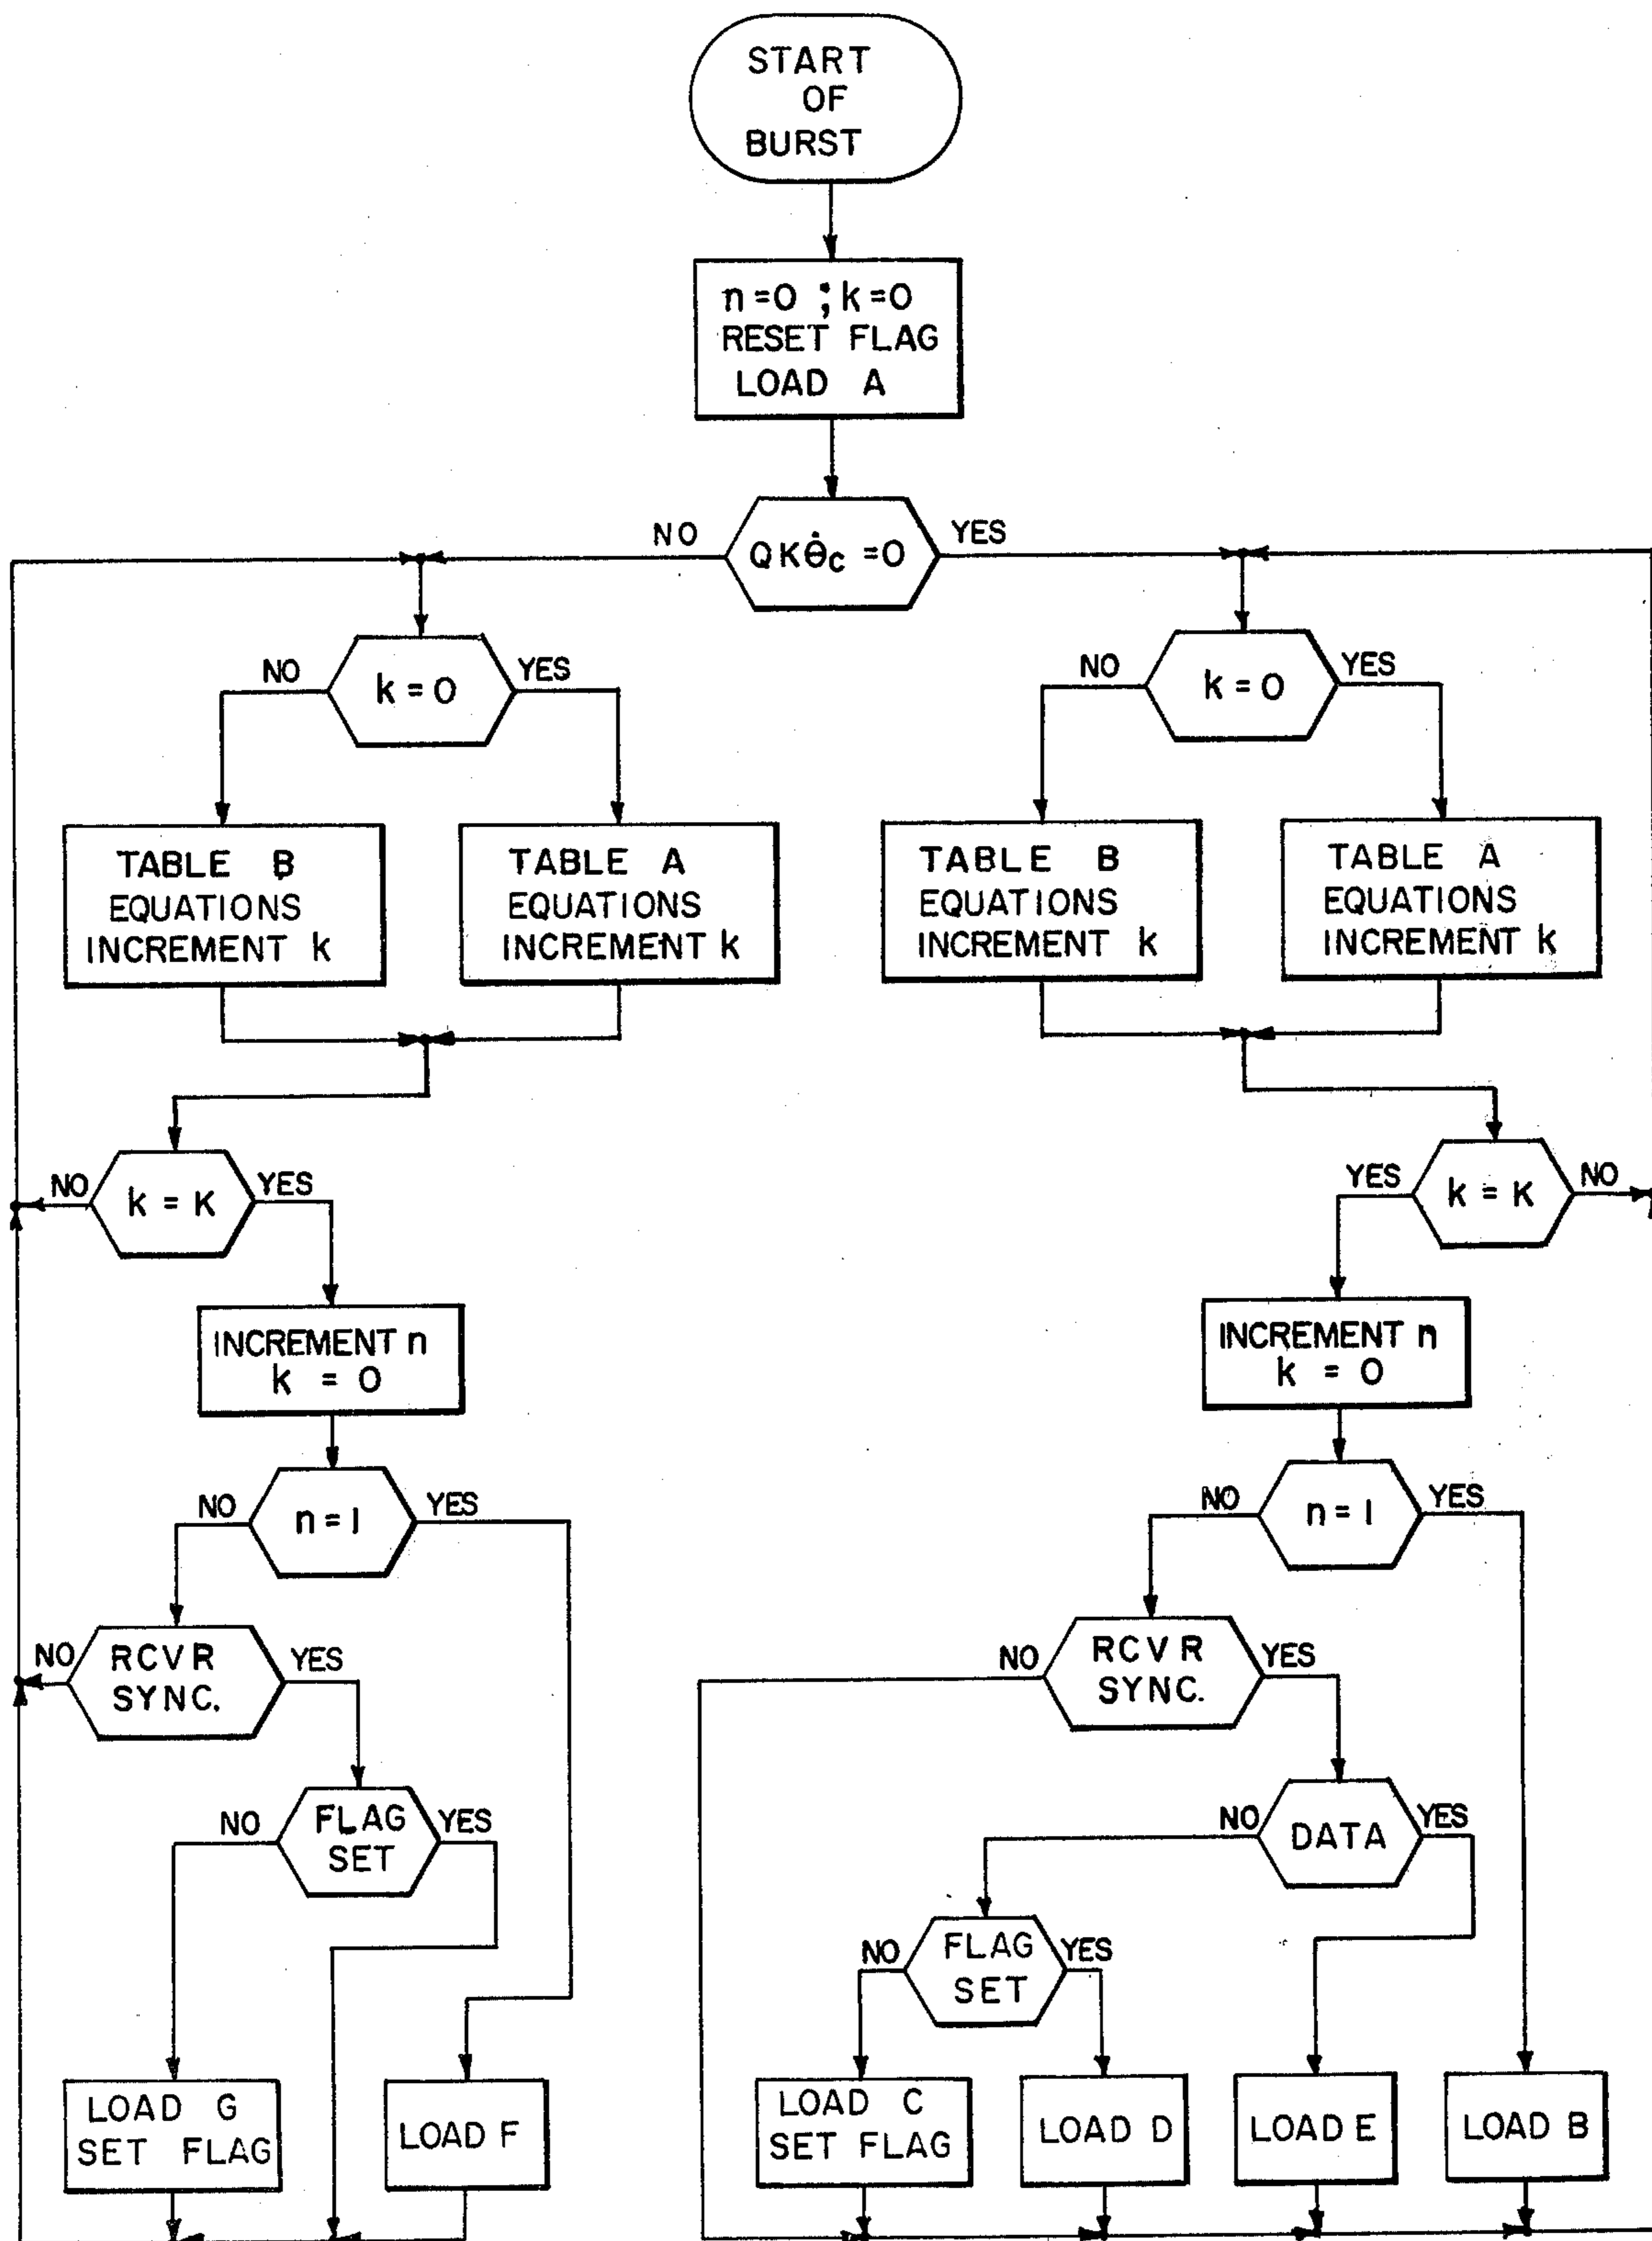 START
OF
BURST
n=0 ; k=0
RESET FLAG
LOAD A
NO
QKθ̇c =0
YES
NO
k = 0
YES
NO
k = 0
YES
TABLE B
EQUATIONS
INCREMENT k
TABLE A
EQUATIONS
INCREMENT k
TABLE B
EQUATIONS
INCREMENT k
TABLE A
EQUATIONS
INCREMENT k
NO
k = K
YES
YES
k = K
NO
INCREMENT n
k = 0
INCREMENT n
k = 0
NO
n = 1
YES
NO
n = 1
YES
NO
RCVR
SYNC.
YES
NO
RCVR
SYNC.
YES
NO
FLAG
SET
YES
NO
DATA
YES
NO
FLAG
SET
YES
LOAD G
SET FLAG
LOAD F
LOAD C
SET FLAG
LOAD D
LOAD E
LOAD B